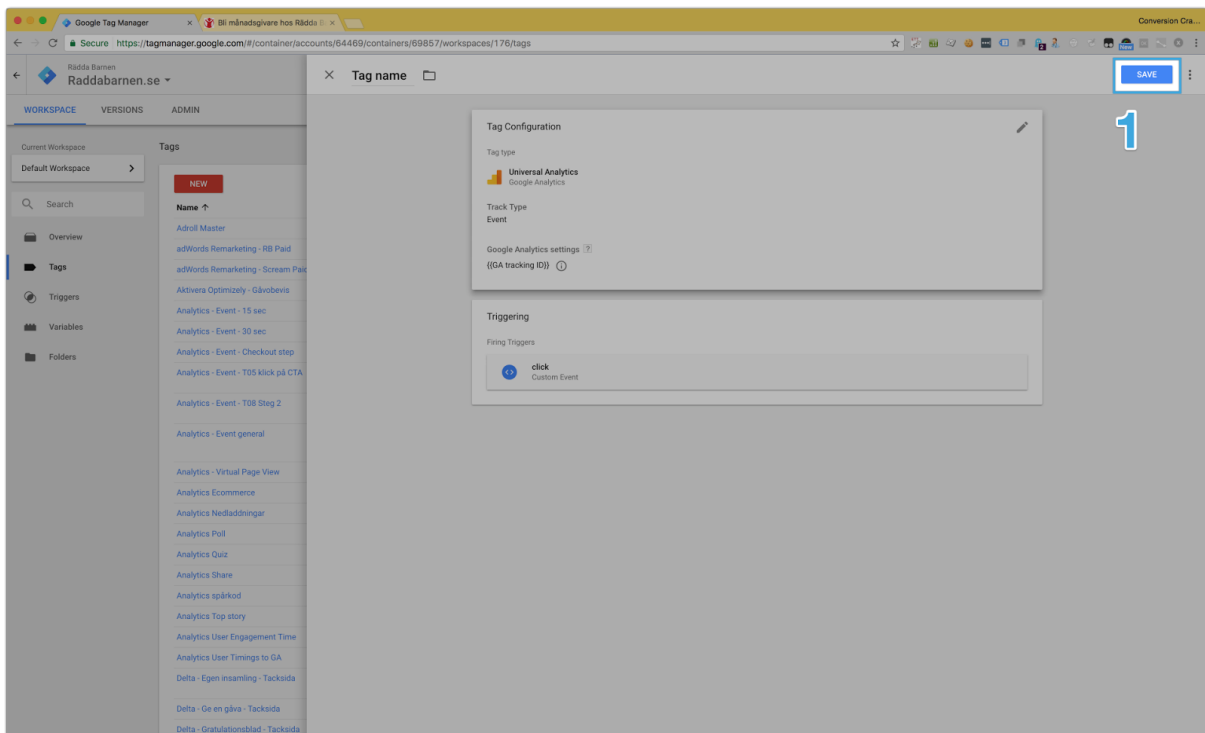 Google Tag Manager
Bli månadsgivare hos Rädda B
Conversion Cra...
Secure https://tagmanager.google.com/#/container/accounts/64469/containers/69857/workspaces/176/tags
New
Rädda Barnen
Raddabarnen.se
Tag name
SAVE
WORKSPACE VERSIONS ADMIN
1
Current Workspace
Default Workspace
Search
Overview
Tags
Triggers
Variables
Folders
Tags
NEW
Name
Adroll Master
adWords Remarketing - RB Paid
adWords Remarketing - Scream Paid
Aktivera Optimizely - Gåvobevis
Analytics - Event - 15 sec
Analytics - Event - 30 sec
Analytics - Event - Checkout step
Analytics - Event - T05 klick på CTA
Analytics - Event - T08 Steg 2
Analytics - Event general
Analytics - Virtual Page View
Analytics Ecommerce
Analytics Nedladdningar
Analytics Poll
Analytics Quiz
Analytics Share
Analytics spårkod
Analytics Top story
Analytics User Engagement Time
Analytics User Timings to GA
Delta - Egen insamling - Tacksida
Delta - Ge en gåva - Tacksida
Delta - Gratulationsblad - Tacksida
Tag Configuration
Tag type
Universal Analytics
Google Analytics
Track Type
Event
Google Analytics settings ?
{{GA tracking ID}}
Triggering
Firing Triggers
click
Custom Event